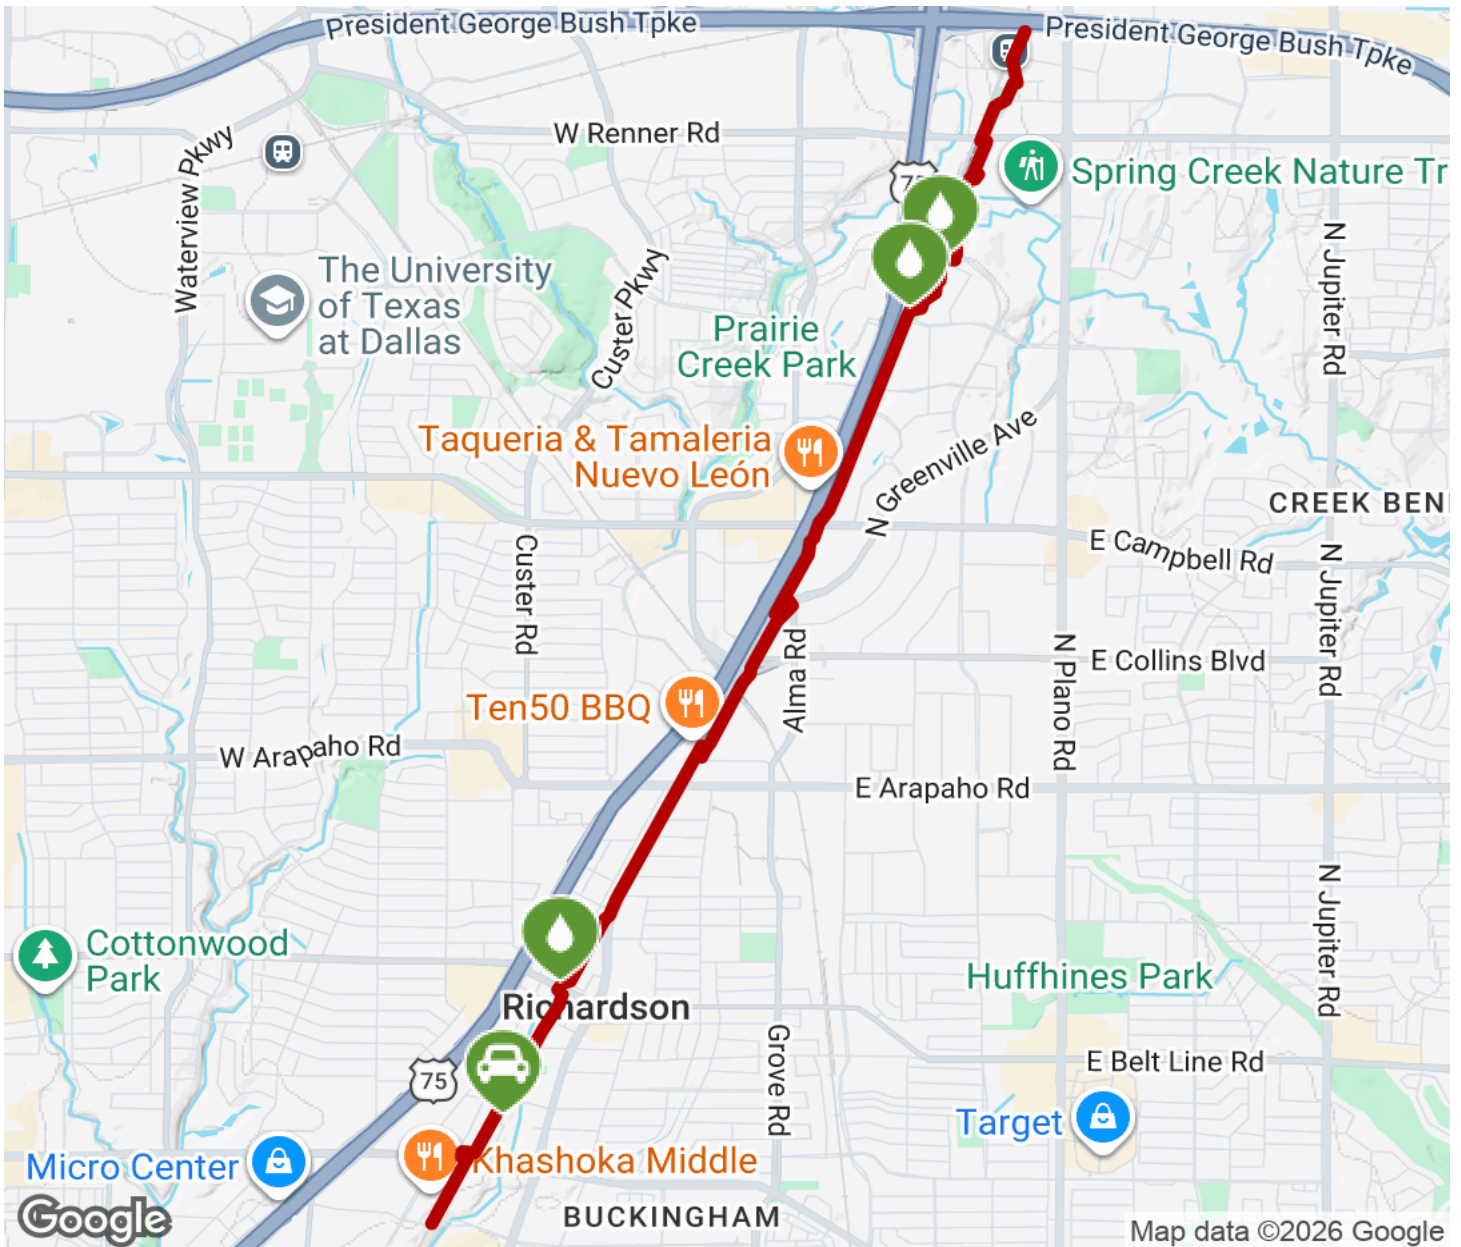 President George Bush Tpke
President George Bush Tpke
W Renner Rd
Waterview Pkwy
Spring Creek Nature Tr
The University
of Texas
at Dallas
Custer Pkwy
N Jupiter Rd
Prairie
Creek Park
Taqueria & Tamaleria
Nuevo León
N Greenville Ave
CREEK BEN
E Campbell Rd
Custer Rd
N Jupiter Rd
Alma Rd
N Plano Rd
E Collins Blvd
Ten50 BBQ
W Arapaho Rd
E Arapaho Rd
N Jupiter Rd
Cottonwood
Park
Huffhines Park
Richardson
Grove Rd
E Belt Line Rd
75
Target
Micro Center
Khashoka Middle
BUCKINGHAM
Google
Map data ©2026 Google